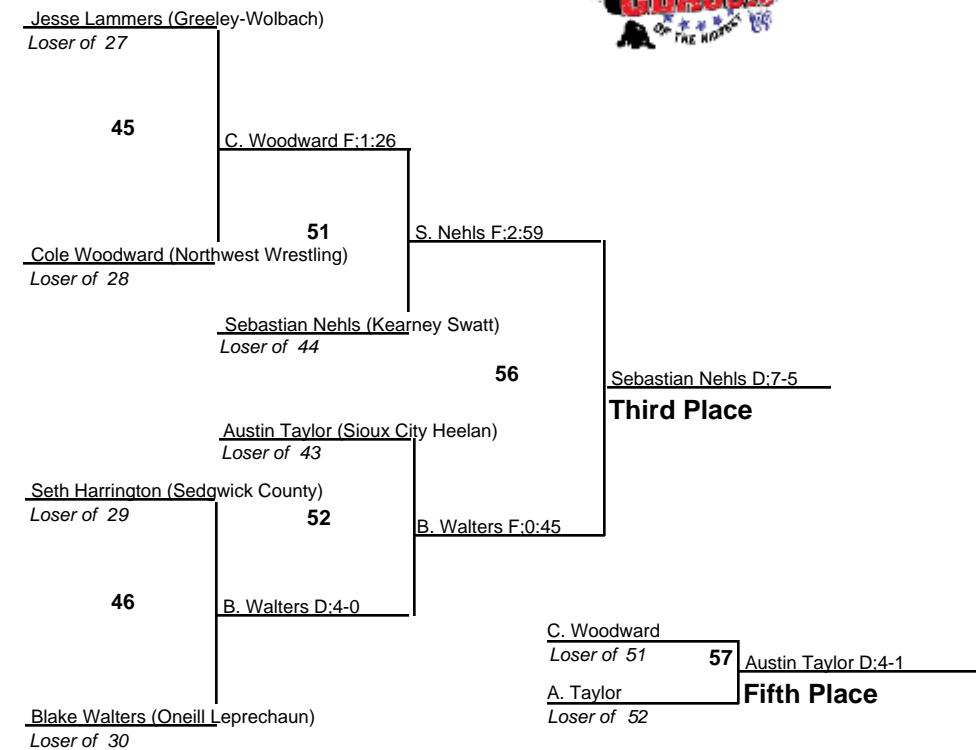 CLASSIC
OF THE MIDWEST
Jesse Lammers (Greeley-Wolbach)
Loser of 27
45
C. Woodward F;1:26
51
S. Nehls F;2:59
Cole Woodward (Northwest Wrestling)
Loser of 28
Sebastian Nehls (Kearney Swatt)
Loser of 44
56
Sebastian Nehls D;7-5
Third Place
Austin Taylor (Sioux City Heelan)
Loser of 43
Seth Harrington (Sedgwick County)
Loser of 29
52
B. Walters F;0:45
46
B. Walters D;4-0
C. Woodward
Loser of 51
57
Austin Taylor D;4-1
Fifth Place
A. Taylor
Loser of 52
Blake Walters (Oneill Leprechaun)
Loser of 30